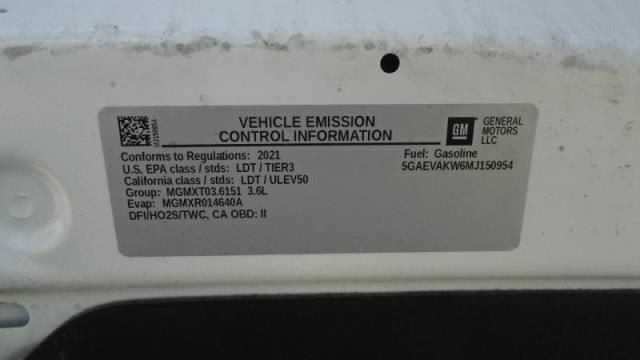 MJ150954
VEHICLE EMISSION
CONTROL INFORMATION
GM
GENERAL
MOTORS
LLC
Conforms to Regulations: 2021
U.S. EPA class / stds: LDT / TIER3
California class / stds: LDT / ULEV50
Group: MGMXT03.6151 3.6L
Evap: MGMXR014640A
DFI/HO2S/TWC, CA OBD: II
Fuel: Gasoline
5GAEVAKW6MJ150954